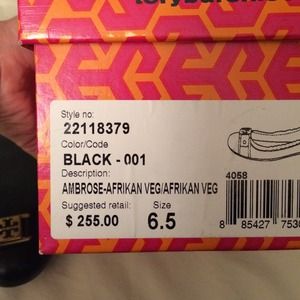 Style no:
22118379
Color/Code
BLACK - 001
Description:
AMBROSE-AFRIKAN VEG/AFRIKAN VEG
4058
Suggested retail: Size
$ 255.00 6.5
8 85427